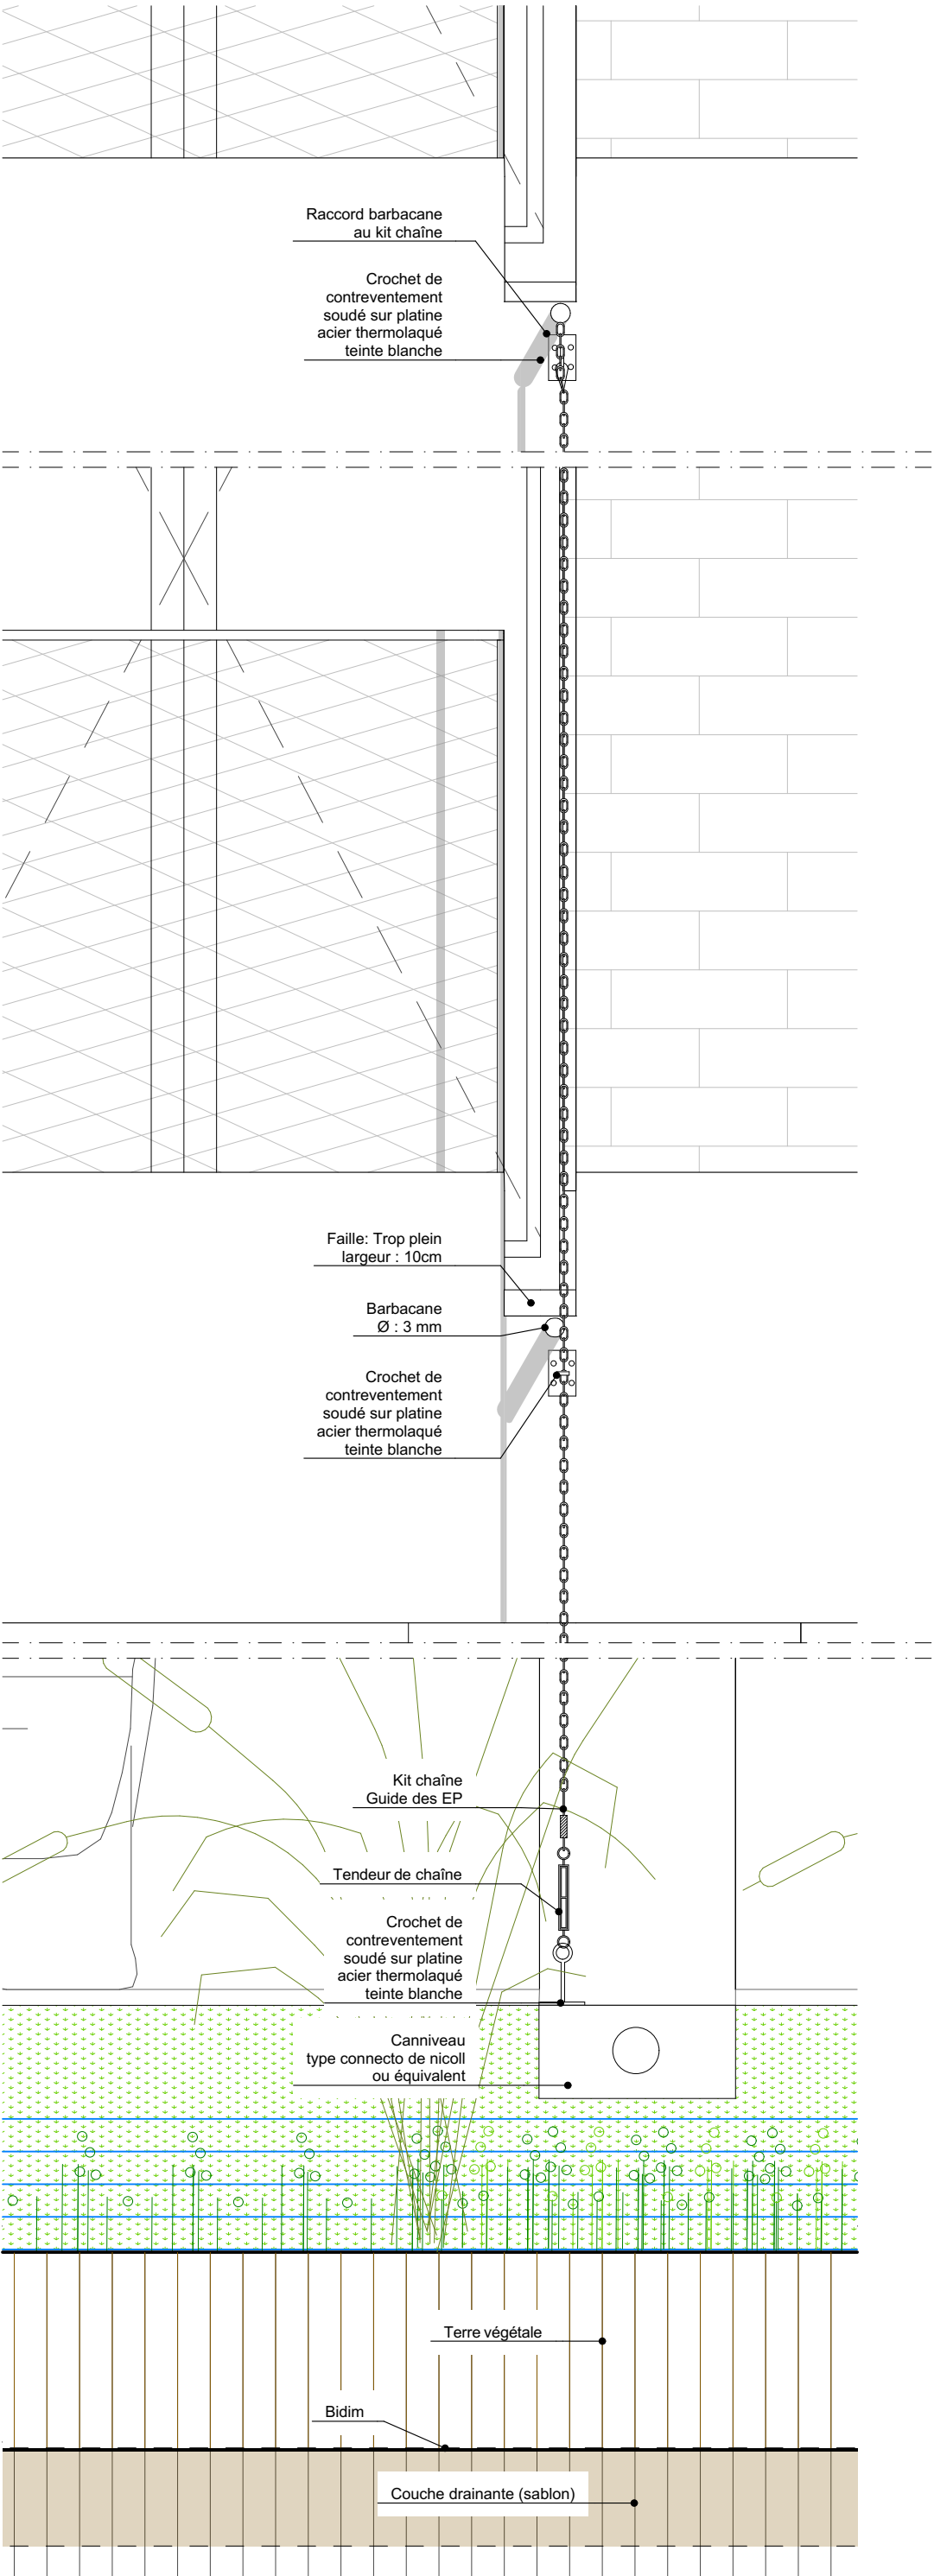 Raccord barbacane
au kit chaîne
Crochet de
contreventement
soudé sur platine
acier thermolaqué
teinte blanche
Faille: Trop plein
largeur : 10cm
Barbacane
Ø : 3 mm
Crochet de
contreventement
soudé sur platine
acier thermolaqué
teinte blanche
Kit chaîne
Guide des EP
Tendeur de chaîne
Crochet de
contreventement
soudé sur platine
acier thermolaqué
teinte blanche
Canniveau
type connecto de nicoll
ou équivalent
Terre végétale
Bidim
Couche drainante (sablon)